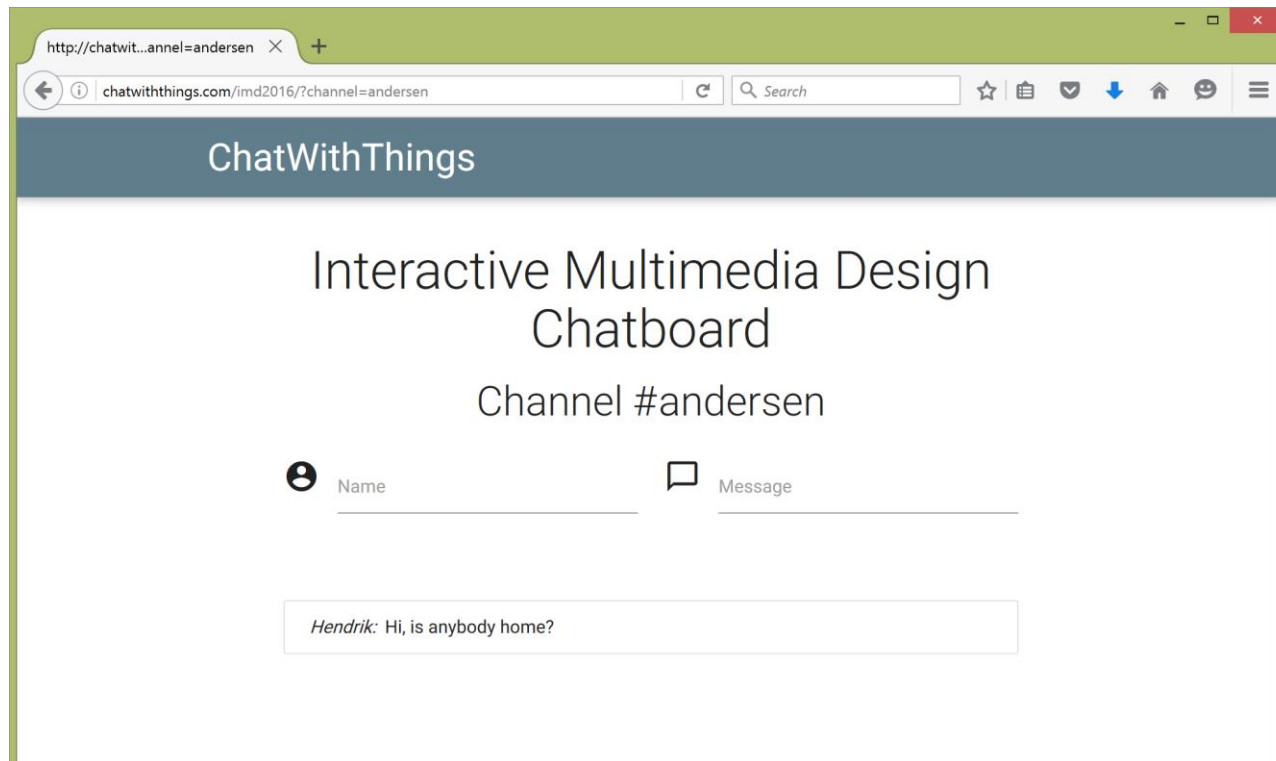 http://chatwit...annel=andersen
chatwiththings.com/imd2016/?channel=andersen
Search
ChatWithThings
Interactive Multimedia Design
Chatboard
Channel #andersen
Name
Message
Hendrik: Hi, is anybody home?